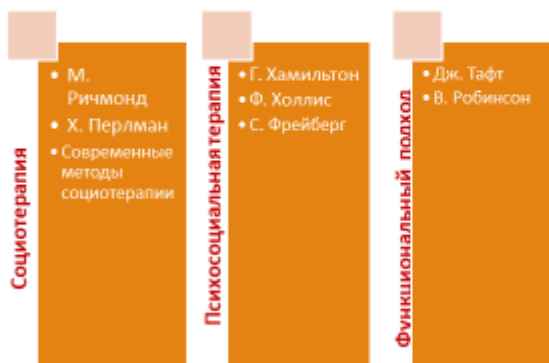 Социотерапия
• М.
Ричмонд
• Х. Перлман
• Современные
методы
социотерапии
Психосоциальная терапия
• Г. Хамильтон
• Ф. Холлис
• С. Фрейберг
Функциональный подход
• Дж. Тафт
• В. Робинсон